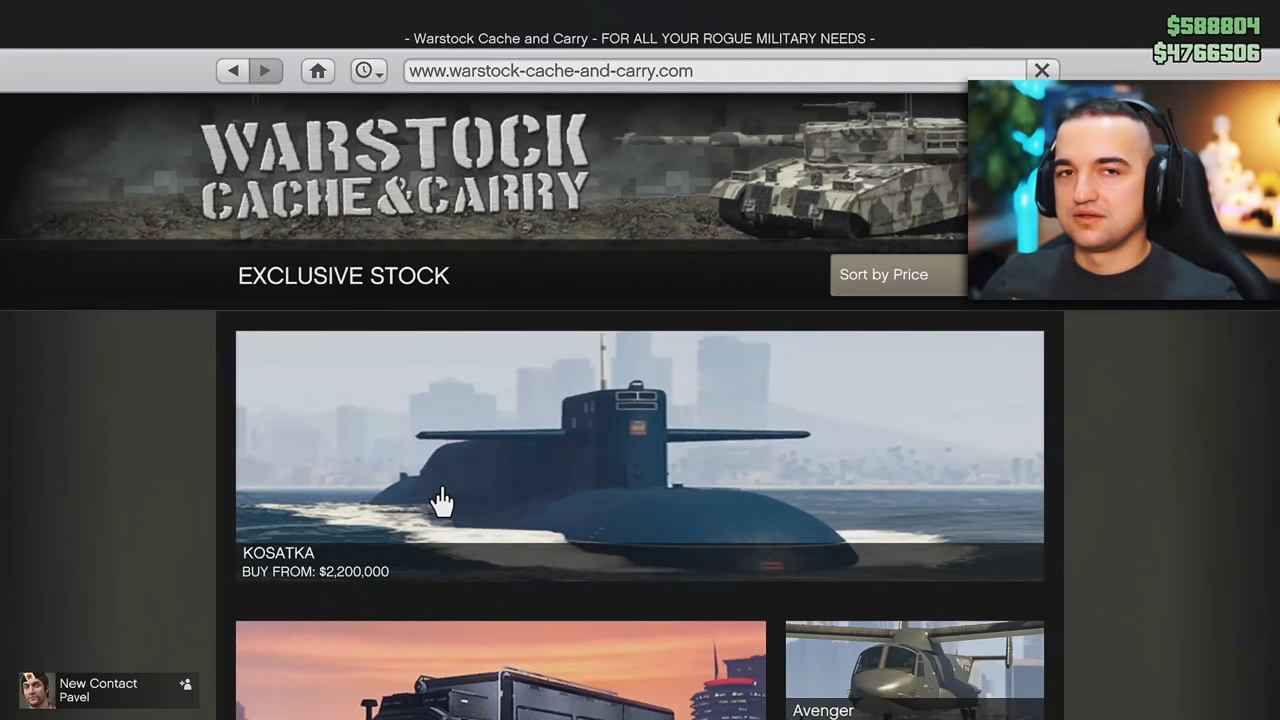 $588804
- Warstock Cache and Carry - FOR ALL YOUR ROGUE MILITARY NEEDS -
$4766506
www.warstock-cache-and-carry.com
WARSTOCK
CACHE&CARRY
EXCLUSIVE STOCK
Sort by Price
KOSATKA
BUY FROM: $2,200,000
New Contact
Pavel
Avenger